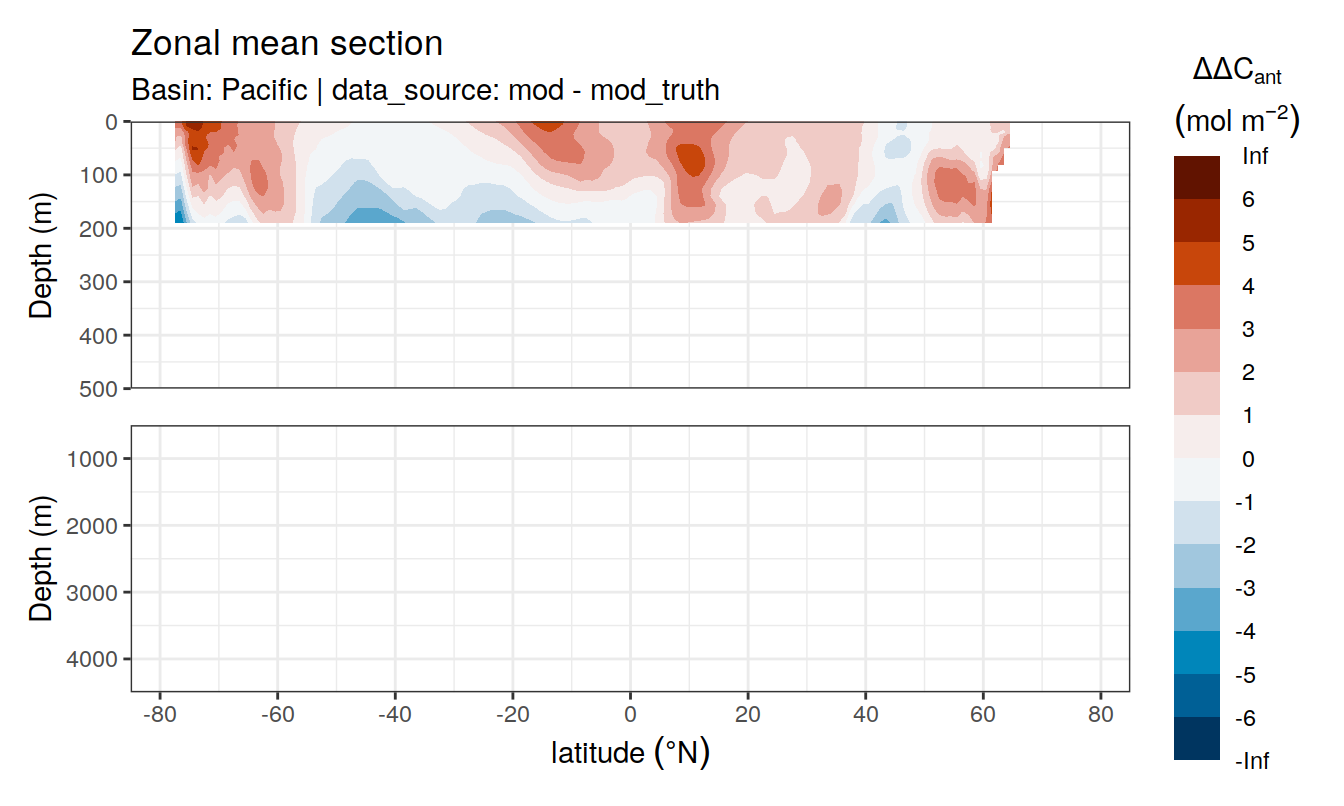 Zonal mean section
Basin: Pacific | data_source: mod - mod_truth
Depth (m)
0
100
200
300
400
500
Depth (m)
1000
2000
3000
4000
-80 -60 -40 -20 0 20 40 60 80
latitude (°N)
ΔΔC_ant
(mol m⁻²)
Inf
6
5
4
3
2
1
0
-1
-2
-3
-4
-5
-6
-Inf